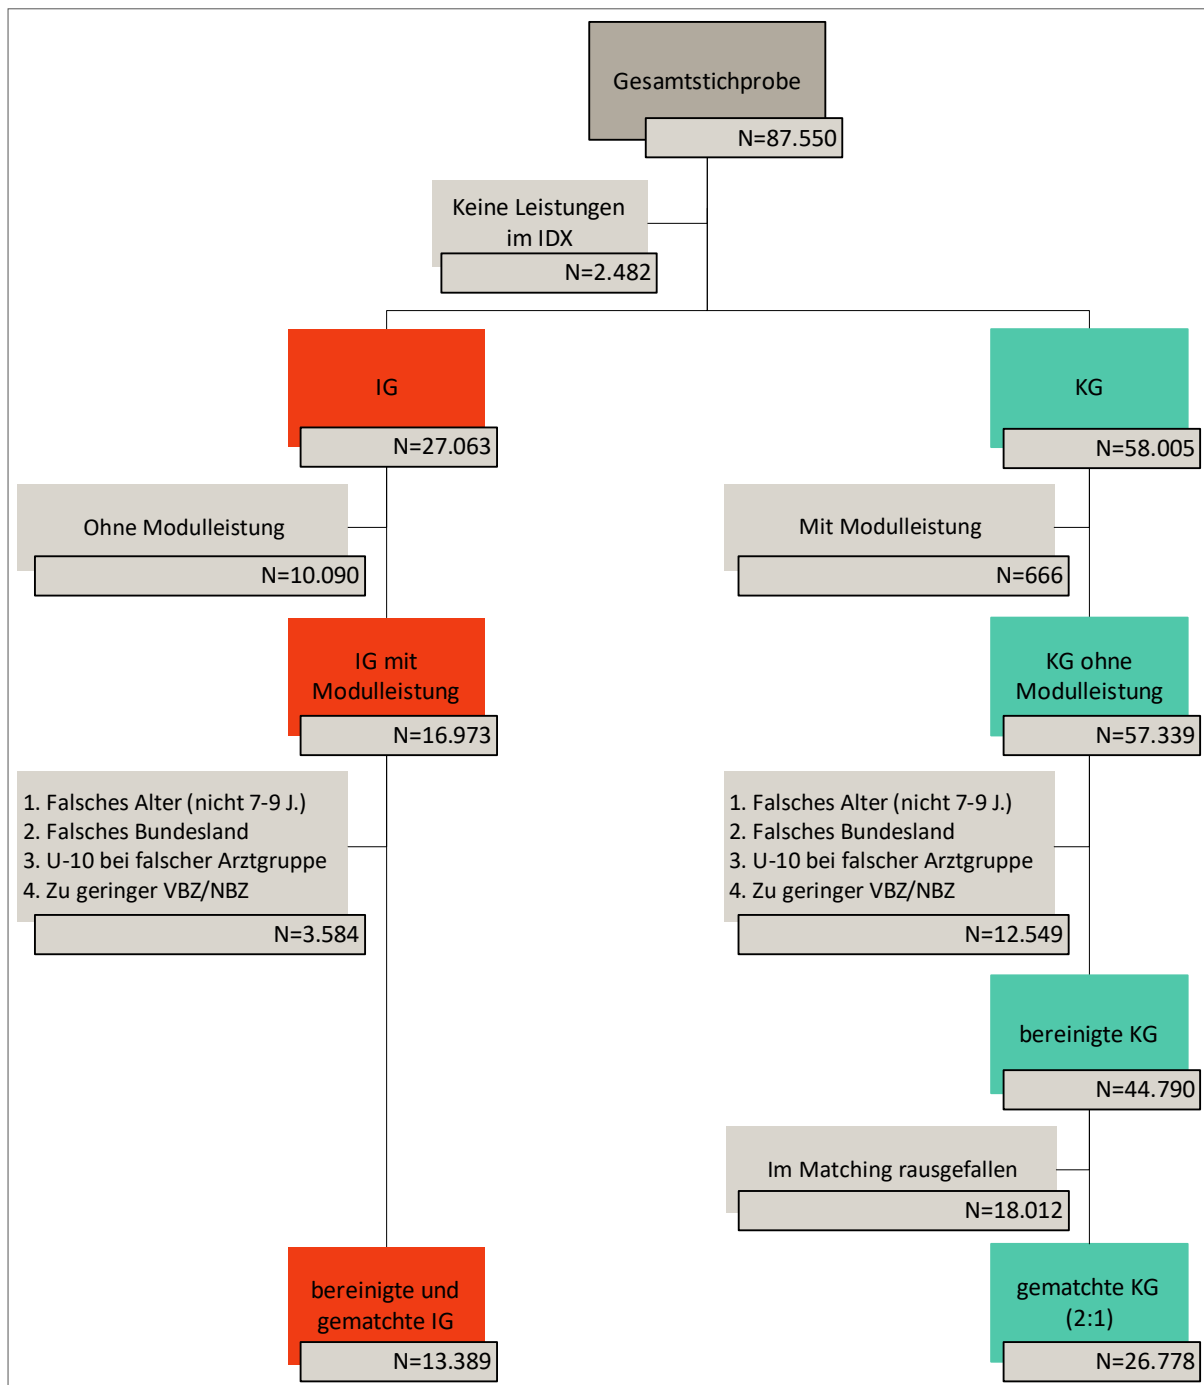 Gesamtstichprobe
N=87.550
Keine Leistungen
im IDX
N=2.482
IG
N=27.063
KG
N=58.005
Ohne Modulleistung
N=10.090
Mit Modulleistung
N=666
IG mit
Modulleistung
N=16.973
KG ohne
Modulleistung
N=57.339
1. Falsches Alter (nicht 7-9 J.)
2. Falsches Bundesland
3. U-10 bei falscher Arztgruppe
4. Zu geringer VBZ/NBZ
N=3.584
1. Falsches Alter (nicht 7-9 J.)
2. Falsches Bundesland
3. U-10 bei falscher Arztgruppe
4. Zu geringer VBZ/NBZ
N=12.549
bereinigte KG
N=44.790
Im Matching rausgefallen
N=18.012
bereinigte und
gematchte IG
N=13.389
gematchte KG
(2:1)
N=26.778